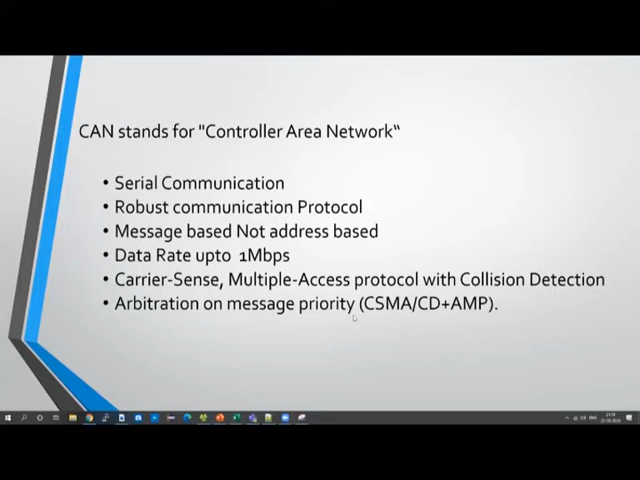 CAN stands for "Controller Area Network“
• Serial Communication
• Robust communication Protocol
• Message based Not address based
• Data Rate upto 1Mbps
• Carrier-Sense, Multiple-Access protocol with Collision Detection
• Arbitration on message priority (CSMA/CD+AMP).